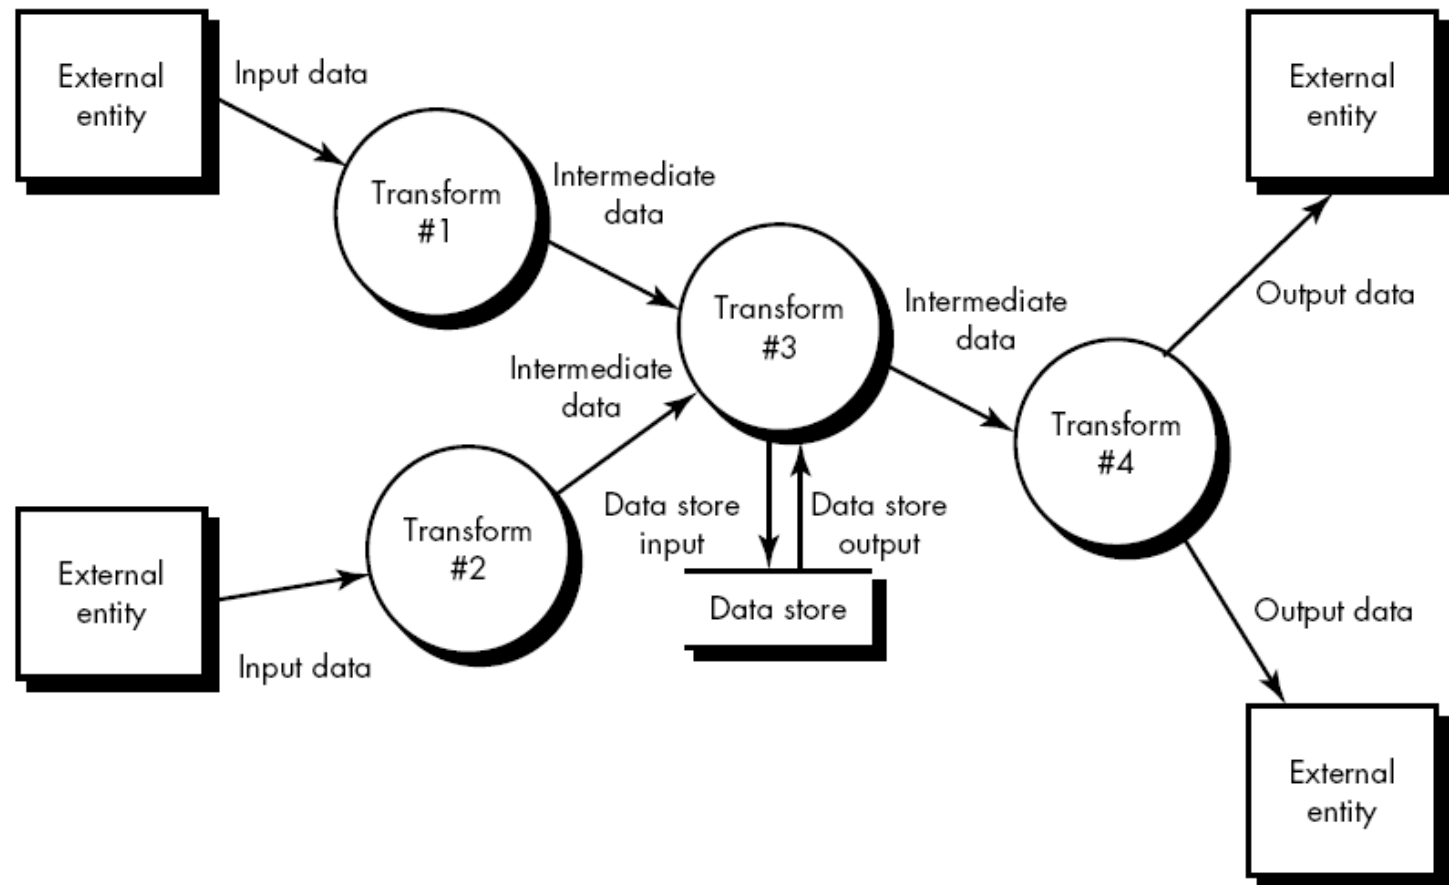 External
entity
Input data
Transform
#1
Intermediate
data
Transform
#3
Intermediate
data
Intermediate
data
Transform
#4
Output data
External
entity
External
entity
Input data
Transform
#2
Data store
input
Data store
output
Data store
Output data
External
entity